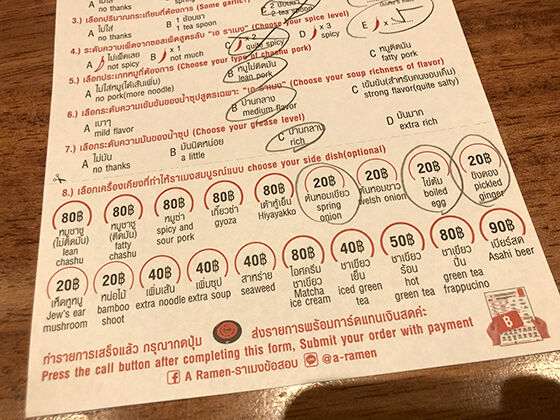 3.) เลือกปริมาณกระเทียมที่ต้องการ (Some garlic?)
A ไม่ใส่ no thanks
B 1 ช้อนชา 1 tea spoon
C 2 ช้อนชา 2 tea spoon
4.) ระดับความเผ็ดจากซอสเผ็ดสูตรลับ "เอ ราเมง" (Choose your spice level)
A ไม่เผ็ดเลย not spicy
B x 1 not much
C x 2 quite spicy
D x 3 spicy
E
5.) เลือกประเภทหมูที่ต้องการ (Choose your type of chashu pork)
A ไม่ใส่หมู(ได้เส้นเพิ่ม) no pork(more noodle)
B หมูไม่ติดมัน lean pork
C หมูติดมัน fatty pork
6.) เลือกระดับความเข้มข้นของน้ำซุปสูตรเฉพาะ "เอ ราเมง" (Choose your soup richness of flavor)
A เบาๆ mild flavor
B ปานกลาง medium flavor
C เข้มข้น(สำหรับคนชอบเค็ม) strong flavor(quite salty)
7.) เลือกระดับความมันของน้ำซุป (Choose your grease level)
A ไม่มัน no thanks
B มันนิดหน่อย a little
C ปานกลาง rich
D มันมาก extra rich
8.) เลือกเครื่องเคียงที่ทำให้ราเมงสมบูรณ์แบบ choose your side dish(optional)
80฿ 80฿ 80฿ 80฿ 80฿ 20฿ 20฿ 20฿ 20฿
หมูชาชู (ไม่ติดมัน) lean chashu
หมูชาชู (ติดมัน) fatty chashu
หมูซ่า spicy and sour pork
เกี๊ยวซ่า gyoza
เต้าหู้เย็น Hiyayakko
ต้นหอมเขียว spring onion
ต้นหอมขาว welsh onion
ไข่ต้ม boiled egg
ขิงดอง pickled ginger
20฿ 20฿ 40฿ 40฿ 40฿ 80฿ 40฿ 50฿ 80฿ 90฿
เห็ดหูหนู Jew's ear mushroom
หน่อไม้ bamboo shoot
เพิ่มเส้น extra noodle
เพิ่มซุป extra soup
สาหร่าย seaweed
ไอศครีม ชาเขียว Matcha ice cream
ชาเขียว เย็น iced green tea
ชาเขียว ร้อน hot green tea
ชาเขียว ปั่น green tea frappucino
เบียร์สด Asahi beer
ทำรายการเสร็จแล้ว กรุณากดปุ่ม ส่งรายการพร้อมการ์ดแทนเงินสดค่ะ
Press the call button after completing this form, Submit your order with payment
A Ramen-ราเมงข้อสอบ @a-ramen
B